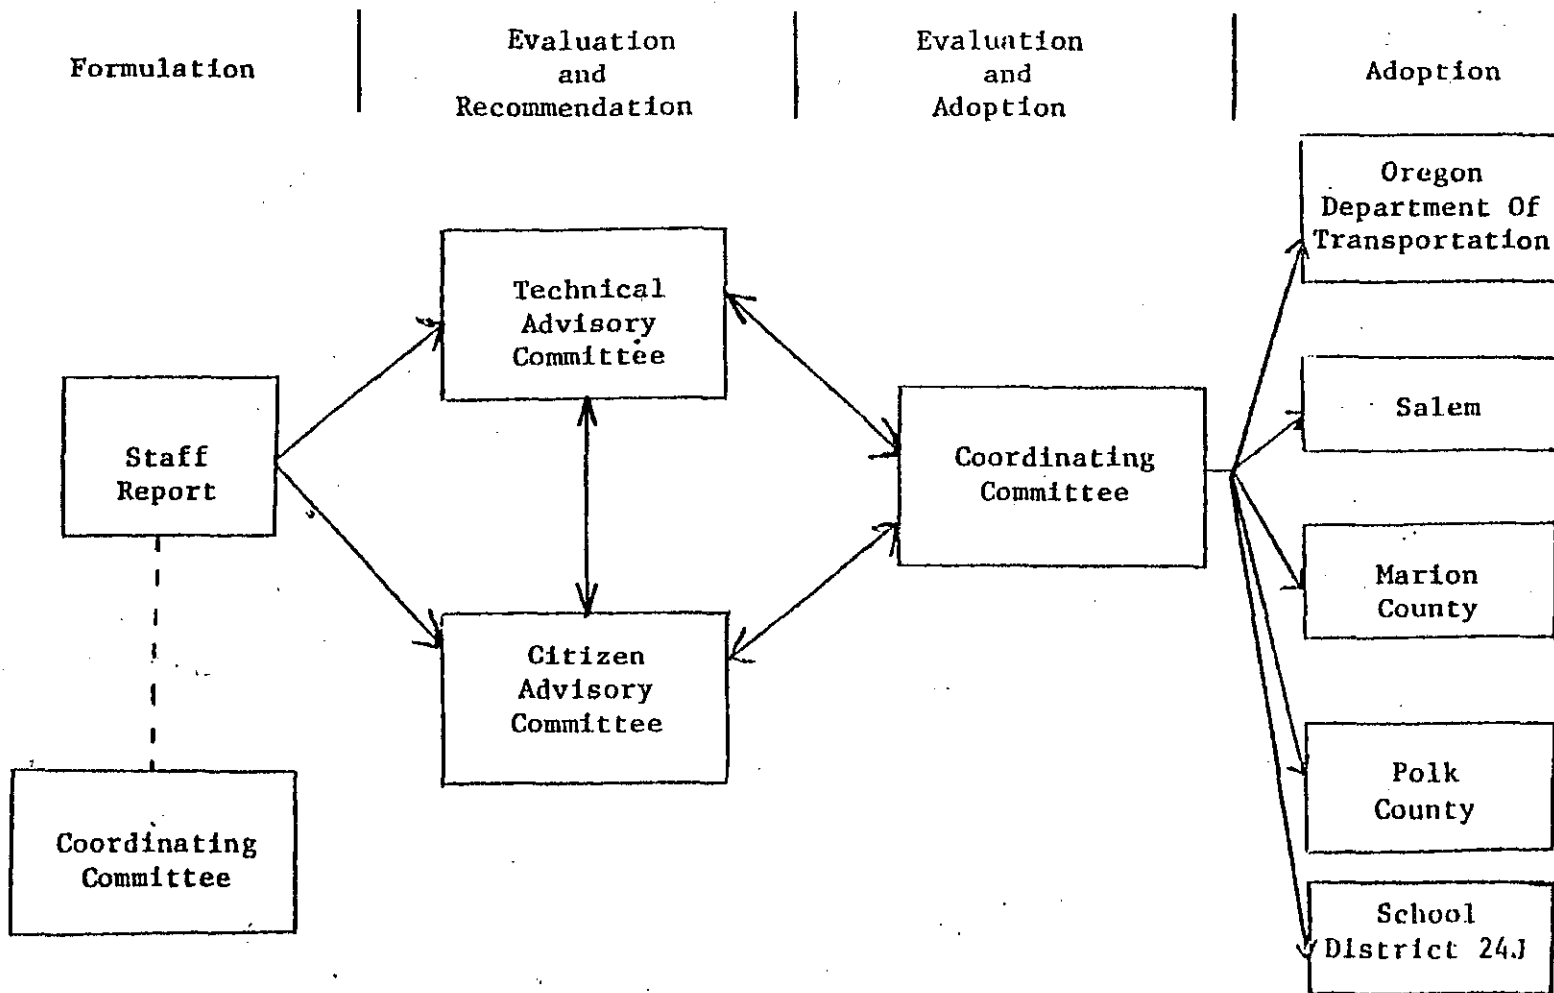 Formulation
Evaluation
and
Recommendation
Evaluation
and
Adoption
Adoption
Staff
Report
Coordinating
Committee
Technical
Advisory
Committee
Citizen
Advisory
Committee
Coordinating
Committee
Oregon
Department Of
Transportation
Salem
Marion
County
Polk
County
School
District 24J